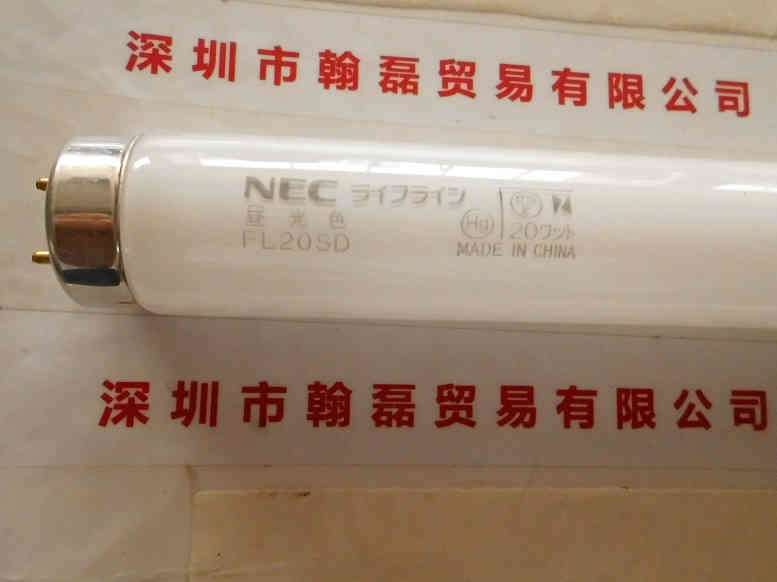 深圳市翰磊贸易有限公司
NEC ライフライン
昼光色
FL20SD
Hg
20ワット
MADE IN CHINA
深圳市翰磊贸易有限公司